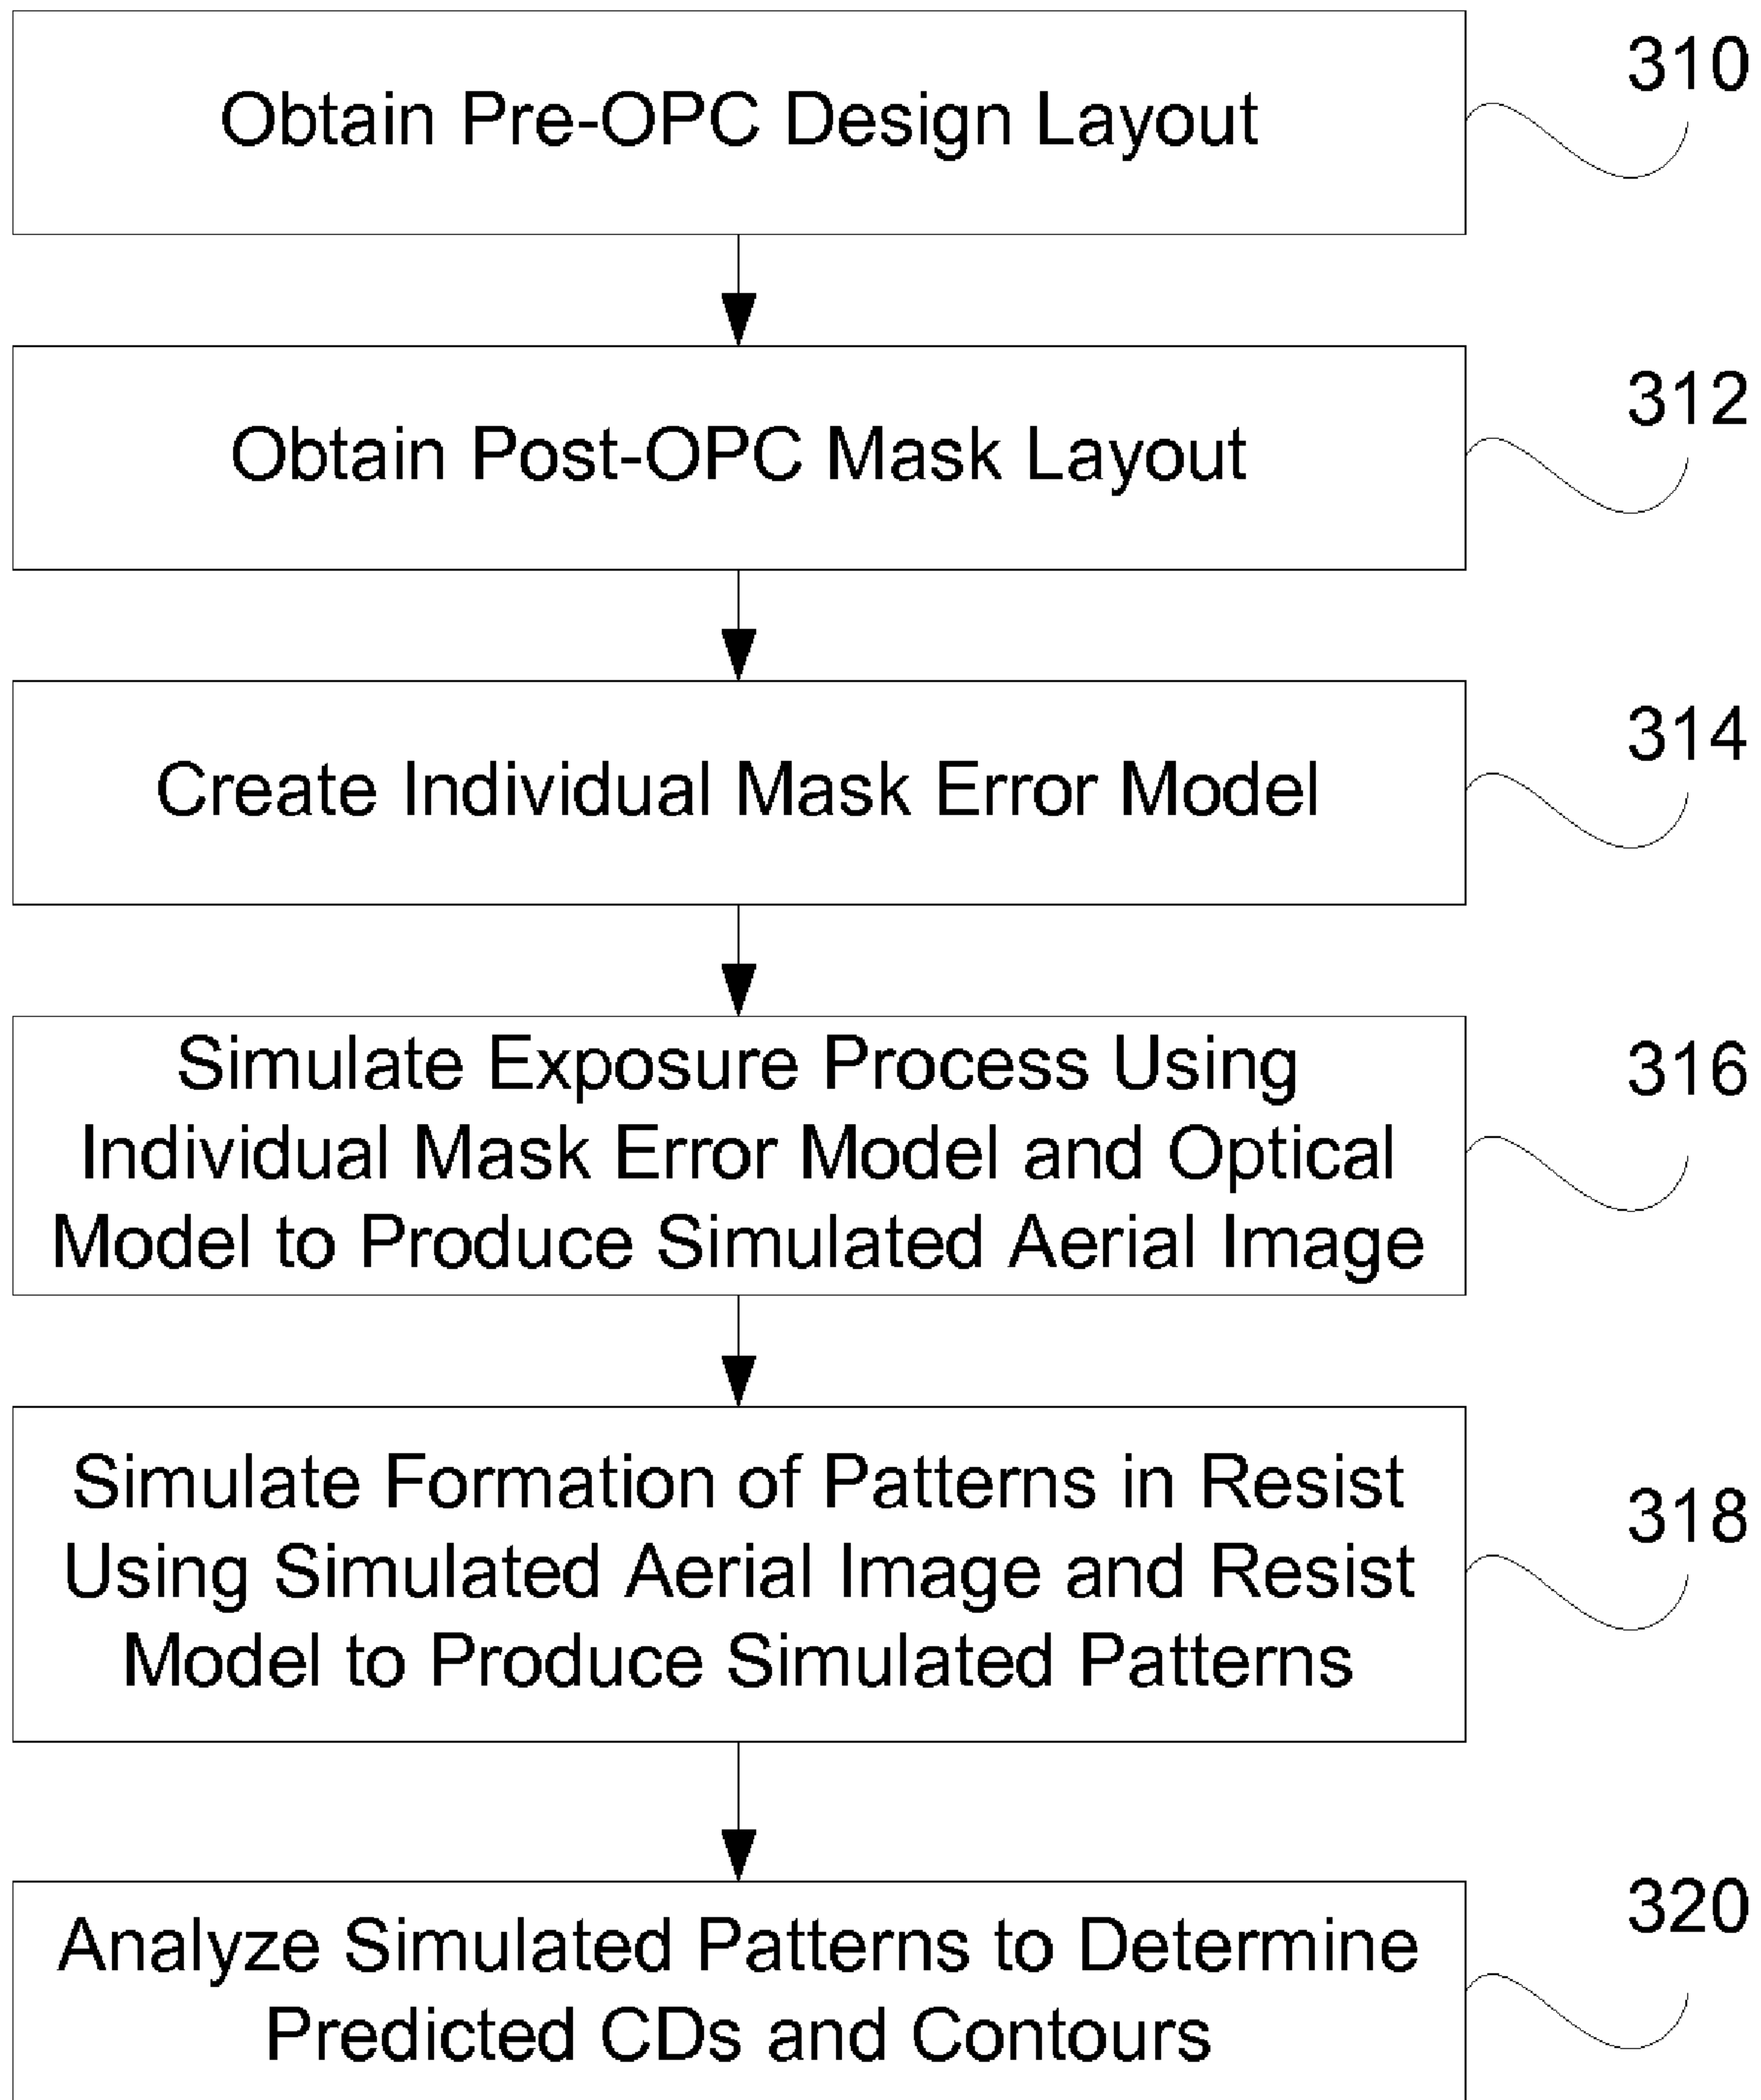 310
Obtain Pre-OPC Design Layout
312
Obtain Post-OPC Mask Layout
314
Create Individual Mask Error Model
316
Simulate Exposure Process Using
Individual Mask Error Model and Optical
Model to Produce Simulated Aerial Image
318
Simulate Formation of Patterns in Resist
Using Simulated Aerial Image and Resist
Model to Produce Simulated Patterns
320
Analyze Simulated Patterns to Determine
Predicted CDs and Contours